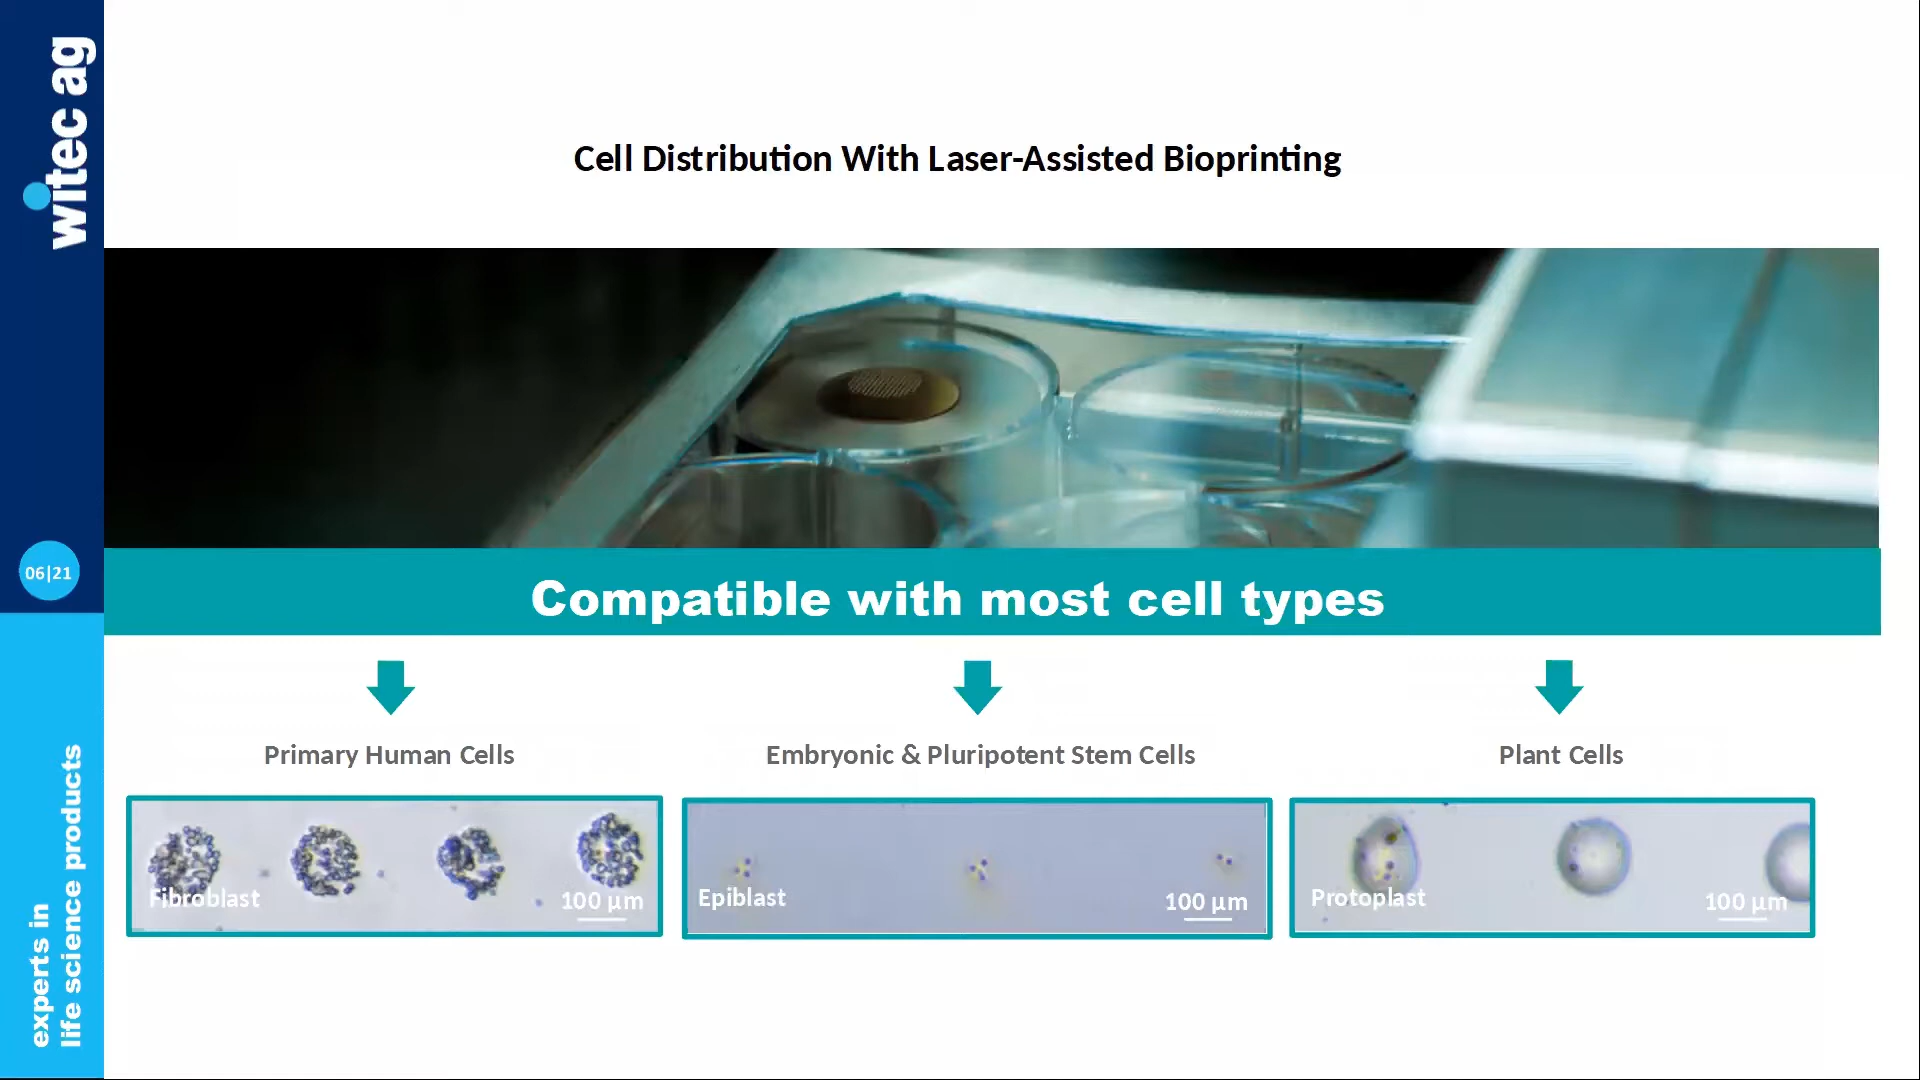 witec ag
06|21
experts in
life science products
Cell Distribution With Laser-Assisted Bioprinting
Compatible with most cell types
Primary Human Cells
Embryonic & Pluripotent Stem Cells
Plant Cells
Fibroblast
100 µm
Epiblast
100 µm
Protoplast
100 µm